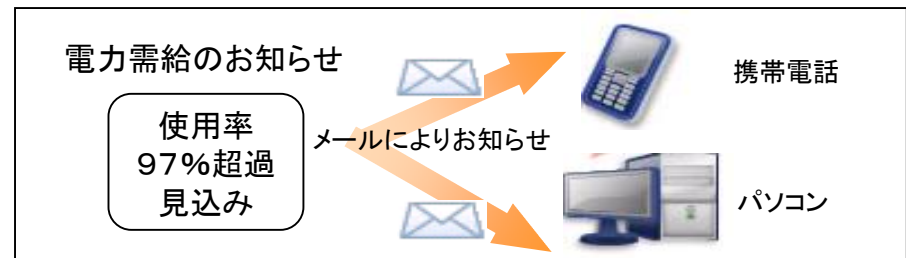 電力需給のお知らせ
使用率
97%超過
見込み
メールによりお知らせ
携帯電話
パソコン